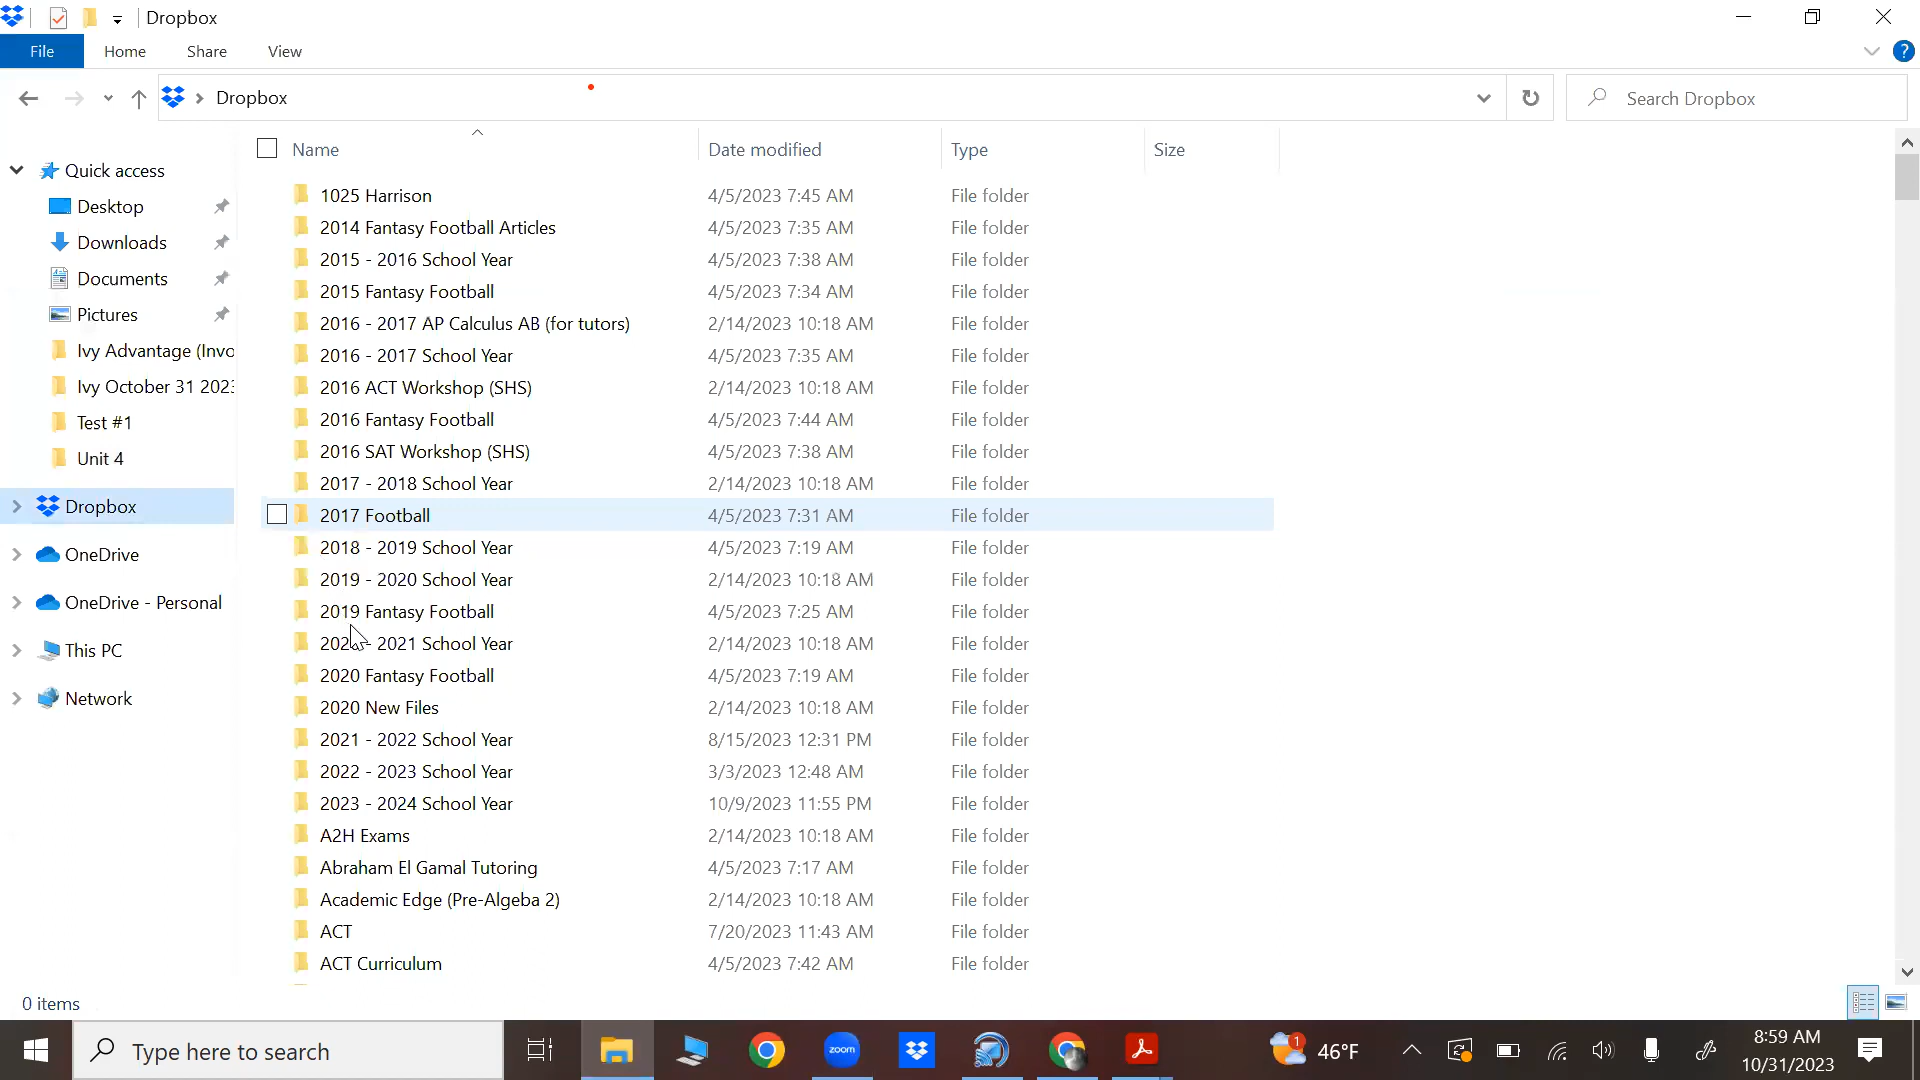 Dropbox
File Home Share View
Dropbox
Search Dropbox
Name Date modified Type Size
Quick access
Desktop
Downloads
Documents
Pictures
Ivy Advantage (Invo
Ivy October 31 2023
Test #1
Unit 4
Dropbox
OneDrive
OneDrive - Personal
This PC
Network
1025 Harrison 4/5/2023 7:45 AM File folder
2014 Fantasy Football Articles 4/5/2023 7:35 AM File folder
2015 - 2016 School Year 4/5/2023 7:38 AM File folder
2015 Fantasy Football 4/5/2023 7:34 AM File folder
2016 - 2017 AP Calculus AB (for tutors) 2/14/2023 10:18 AM File folder
2016 - 2017 School Year 4/5/2023 7:35 AM File folder
2016 ACT Workshop (SHS) 2/14/2023 10:18 AM File folder
2016 Fantasy Football 4/5/2023 7:44 AM File folder
2016 SAT Workshop (SHS) 4/5/2023 7:38 AM File folder
2017 - 2018 School Year 2/14/2023 10:18 AM File folder
2017 Football 4/5/2023 7:31 AM File folder
2018 - 2019 School Year 4/5/2023 7:19 AM File folder
2019 - 2020 School Year 2/14/2023 10:18 AM File folder
2019 Fantasy Football 4/5/2023 7:25 AM File folder
2020 - 2021 School Year 2/14/2023 10:18 AM File folder
2020 Fantasy Football 4/5/2023 7:19 AM File folder
2020 New Files 2/14/2023 10:18 AM File folder
2021 - 2022 School Year 8/15/2023 12:31 PM File folder
2022 - 2023 School Year 3/3/2023 12:48 AM File folder
2023 - 2024 School Year 10/9/2023 11:55 PM File folder
A2H Exams 2/14/2023 10:18 AM File folder
Abraham El Gamal Tutoring 4/5/2023 7:17 AM File folder
Academic Edge (Pre-Algeba 2) 2/14/2023 10:18 AM File folder
ACT 7/20/2023 11:43 AM File folder
ACT Curriculum 4/5/2023 7:42 AM File folder
0 items
Type here to search
zoom
1
46°F
8:59 AM
10/31/2023